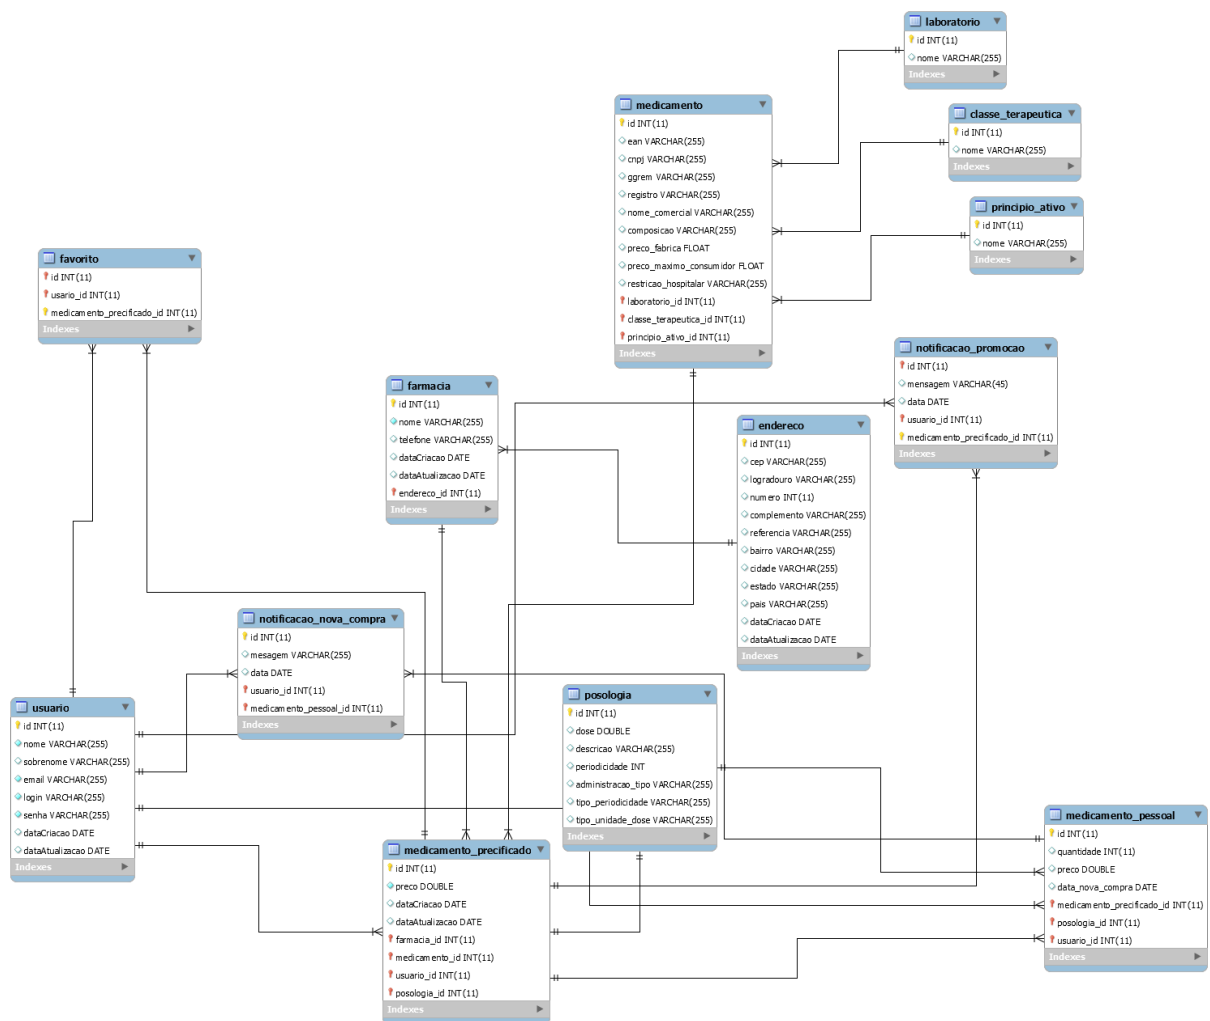 laboratorio
id INT(11)
nome VARCHAR(255)
Indexes
medicamento
id INT(11)
ean VARCHAR(255)
cnpj VARCHAR(255)
ggrem VARCHAR(255)
registro VARCHAR(255)
nome_comercial VARCHAR(255)
composicao VARCHAR(255)
preco_fabrica FLOAT
preco_maximo_consumidor FLOAT
restricao_hospitalar VARCHAR(255)
laboratorio_id INT(11)
classe_terapeutica_id INT(11)
principio_ativo_id INT(11)
Indexes
classe_terapeutica
id INT(11)
nome VARCHAR(255)
Indexes
principio_ativo
id INT(11)
nome VARCHAR(255)
Indexes
favorito
id INT(11)
usario_id INT(11)
medicamento_precificado_id INT(11)
Indexes
notificacao_promocao
id INT(11)
mensagem VARCHAR(45)
data DATE
usuario_id INT(11)
medicamento_precificado_id INT(11)
Indexes
farmacia
id INT(11)
nome VARCHAR(255)
telefone VARCHAR(255)
dataCriacao DATE
dataAtualizacao DATE
endereco_id INT(11)
Indexes
endereco
id INT(11)
cep VARCHAR(255)
logradouro VARCHAR(255)
numero INT(11)
complemento VARCHAR(255)
referencia VARCHAR(255)
bairro VARCHAR(255)
cidade VARCHAR(255)
estado VARCHAR(255)
pais VARCHAR(255)
dataCriacao DATE
dataAtualizacao DATE
Indexes
notificacao_nova_compra
id INT(11)
mesagem VARCHAR(255)
data DATE
usuario_id INT(11)
medicamento_pessoal_id INT(11)
Indexes
usuario
id INT(11)
nome VARCHAR(255)
sobrenome VARCHAR(255)
email VARCHAR(255)
login VARCHAR(255)
senha VARCHAR(255)
dataCriacao DATE
dataAtualizacao DATE
Indexes
posologia
id INT(11)
dose DOUBLE
descricao VARCHAR(255)
periodicidade INT
administracao_tipo VARCHAR(255)
tipo_periodicidade VARCHAR(255)
tipo_unidade_dose VARCHAR(255)
Indexes
medicamento_pessoal
id INT(11)
quantidade INT(11)
preco DOUBLE
data_nova_compra DATE
medicamento_precificado_id INT(11)
posologia_id INT(11)
usuario_id INT(11)
Indexes
medicamento_precificado
id INT(11)
preco DOUBLE
dataCriacao DATE
dataAtualizacao DATE
farmacia_id INT(11)
medicamento_id INT(11)
usuario_id INT(11)
posologia_id INT(11)
Indexes